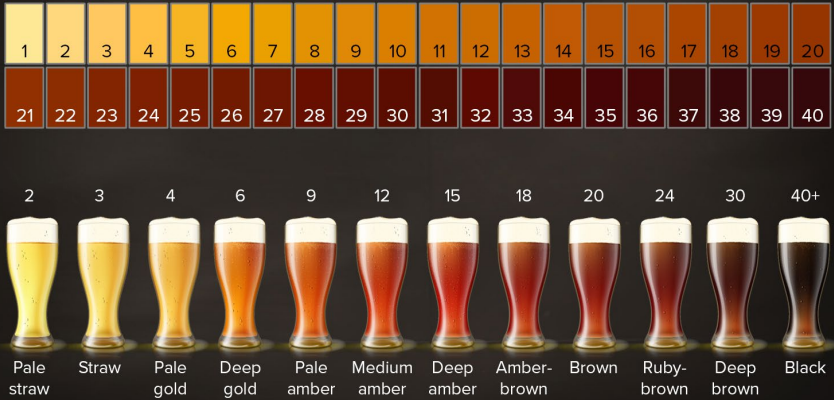 1 2 3 4 5 6 7 8 9 10 11 12 13 14 15 16 17 18 19 20
21 22 23 24 25 26 27 28 29 30 31 32 33 34 35 36 37 38 39 40
2 3 4 6 9 12 15 18 20 24 30 40+
Pale straw
Straw
Pale gold
Deep gold
Pale amber
Medium amber
Deep amber
Amber-brown
Brown
Ruby-brown
Deep brown
Black